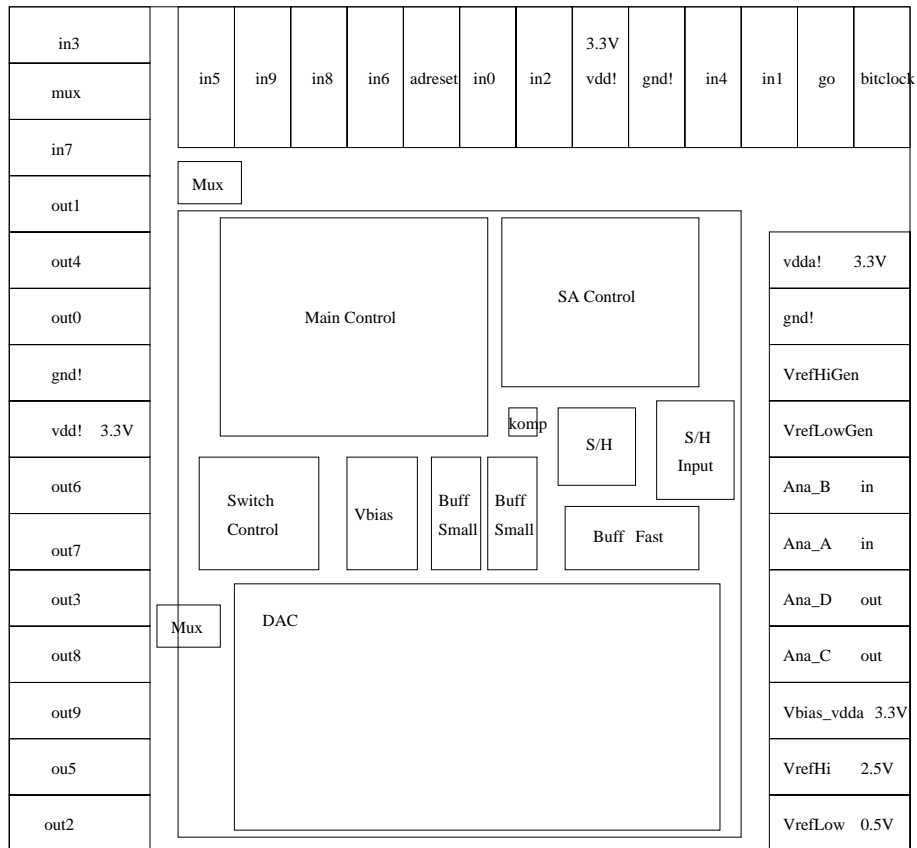 in3
mux
in7
out1
out4
out0
gnd!
vdd! 3.3V
out6
out7
out3
out8
out9
ou5
out2
in5
in9
in8
in6
adreset
in0
in2
3.3V
vdd!
gnd!
in4
in1
go
bitclock
Mux
Main Control
SA Control
komp
S/H
S/H
Input
Switch
Control
Vbias
Buff
Small
Buff
Small
Buff Fast
Mux
DAC
vdda! 3.3V
gnd!
VrefHiGen
VrefLowGen
Ana_B in
Ana_A in
Ana_D out
Ana_C out
Vbias_vdda 3.3V
VrefHi 2.5V
VrefLow 0.5V